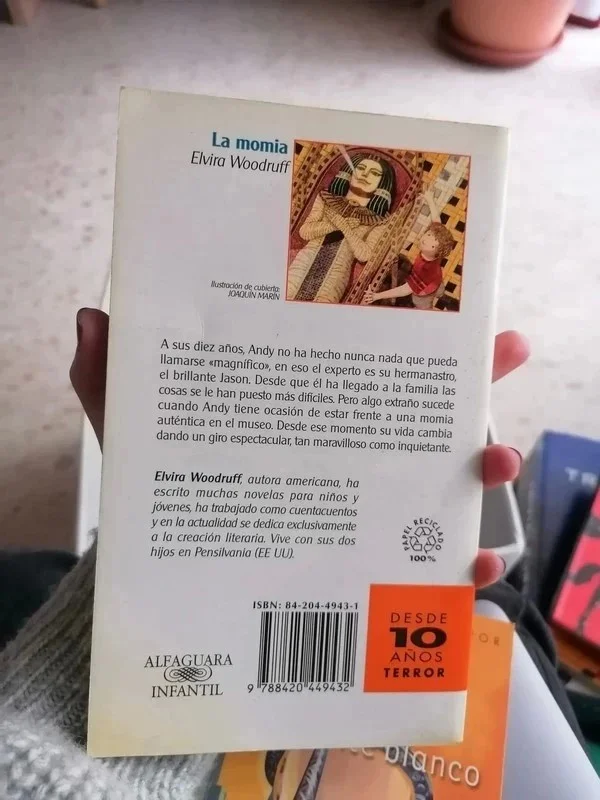 La momia
Elvira Woodruff
Ilustración de cubierta:
JOAQUÍN MARÍN
A sus diez años, Andy no ha hecho nunca nada que pueda
llamarse «magnífico», en eso el experto es su hermanastro,
el brillante Jason. Desde que él ha llegado a la familia las
cosas se le han puesto más difíciles. Pero algo extraño sucede
cuando Andy tiene ocasión de estar frente a una momia
auténtica en el museo. Desde ese momento su vida cambia
dando un giro espectacular, tan maravilloso como inquietante.
Elvira Woodruff, autora americana, ha
escrito muchas novelas para niños y
jóvenes, ha trabajado como cuentacuentos
y en la actualidad se dedica exclusivamente
a la creación literaria. Vive con sus dos
hijos en Pensilvania (EE UU).
PAPEL RECICLADO
100%
ISBN: 84-204-4943-1
9 788420 449432
ALFAGUARA
INFANTIL
DESDE
10
AÑOS
TERROR
blanco